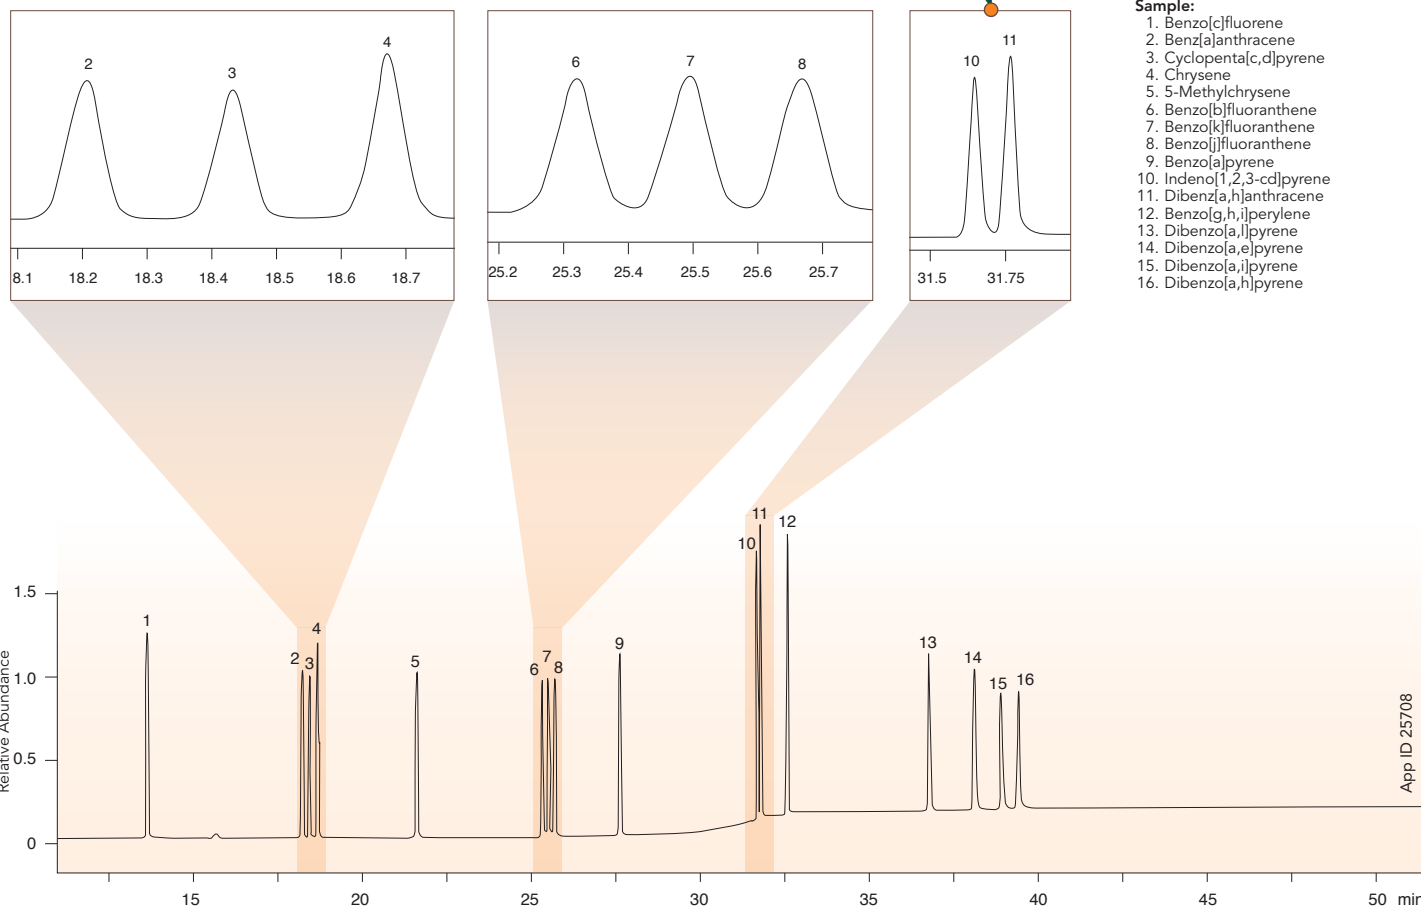 Sample:
1. Benzo[c]fluorene
2. Benz[a]anthracene
3. Cyclopenta[c,d]pyrene
4. Chrysene
5. 5-Methylchrysene
6. Benzo[b]fluoranthene
7. Benzo[k]fluoranthene
8. Benzo[j]fluoranthene
9. Benzo[a]pyrene
10. Indeno[1,2,3-cd]pyrene
11. Dibenz[a,h]anthracene
12. Benzo[g,h,i]perylene
13. Dibenzo[a,l]pyrene
14. Dibenzo[a,e]pyrene
15. Dibenzo[a,i]pyrene
16. Dibenzo[a,h]pyrene
2 3 4
8.1 18.2 18.3 18.4 18.5 18.6 18.7
6 7 8
25.2 25.3 25.4 25.5 25.6 25.7
10 11
31.5 31.75
Relative Abundance
1.5
1.0
0.5
0
1 2 3 4 5 6 7 8 9 10 11 12 13 14 15 16
15 20 25 30 35 40 45 50 min
App ID 25708